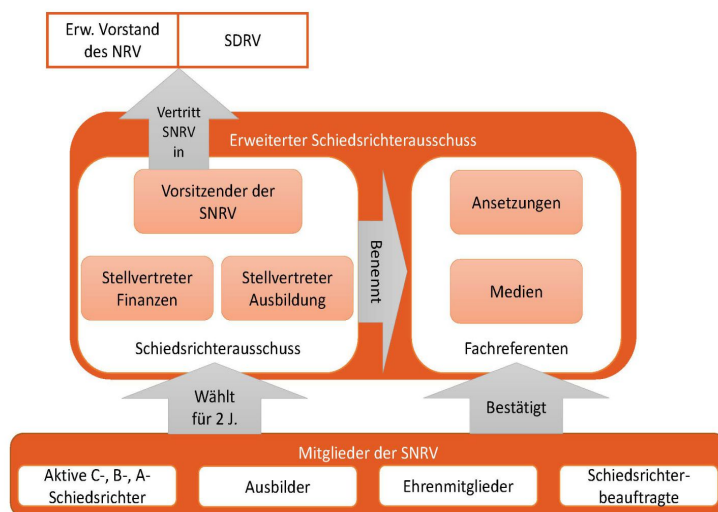 Erw. Vorstand
des NRV
SDRV
Vertritt
SNRV
in
Erweiterter Schiedsrichterausschuss
Vorsitzender der
SNRV
Stellvertreter
Finanzen
Stellvertreter
Ausbildung
Schiedsrichterausschuss
Benennt
Ansetzungen
Medien
Fachreferenten
Wählt
für 2 J.
Bestätigt
Mitglieder der SNRV
Aktive C-, B-, A-
Schiedsrichter
Ausbilder
Ehrenmitglieder
Schiedsrichter-
beauftragte